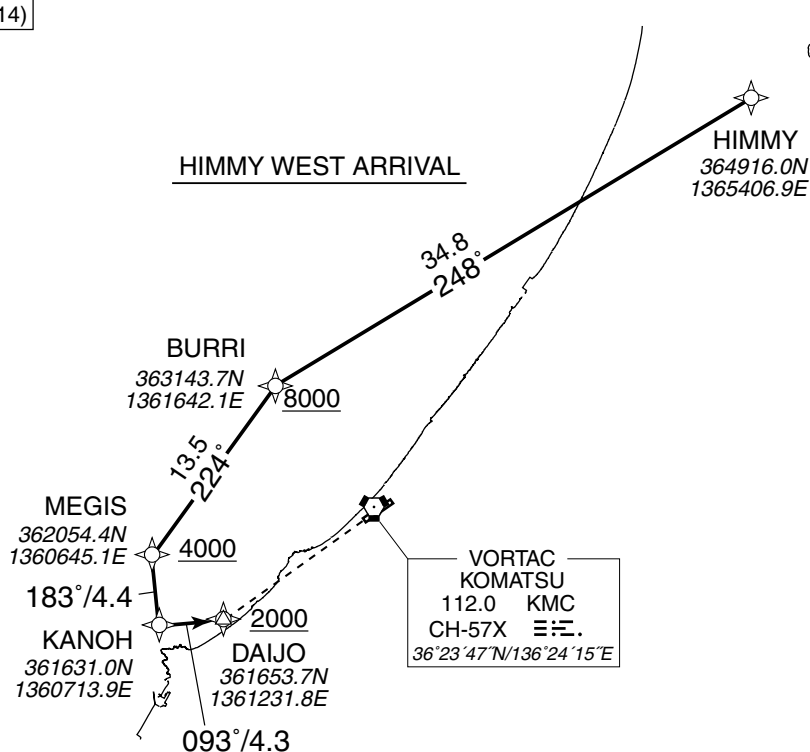 14)
HIMMY WEST ARRIVAL
HIMMY
364916.0N
1365406.9E
34.8
248°
BURRI
363143.7N
1361642.1E
8000
13.5
224°
MEGIS
362054.4N
1360645.1E
4000
183°/4.4
KANOH
361631.0N
1360713.9E
2000
DAIJO
361653.7N
1361231.8E
093°/4.3
VORTAC
KOMATSU
112.0 KMC
CH-57X
36°23′47″N/136°24′15″E